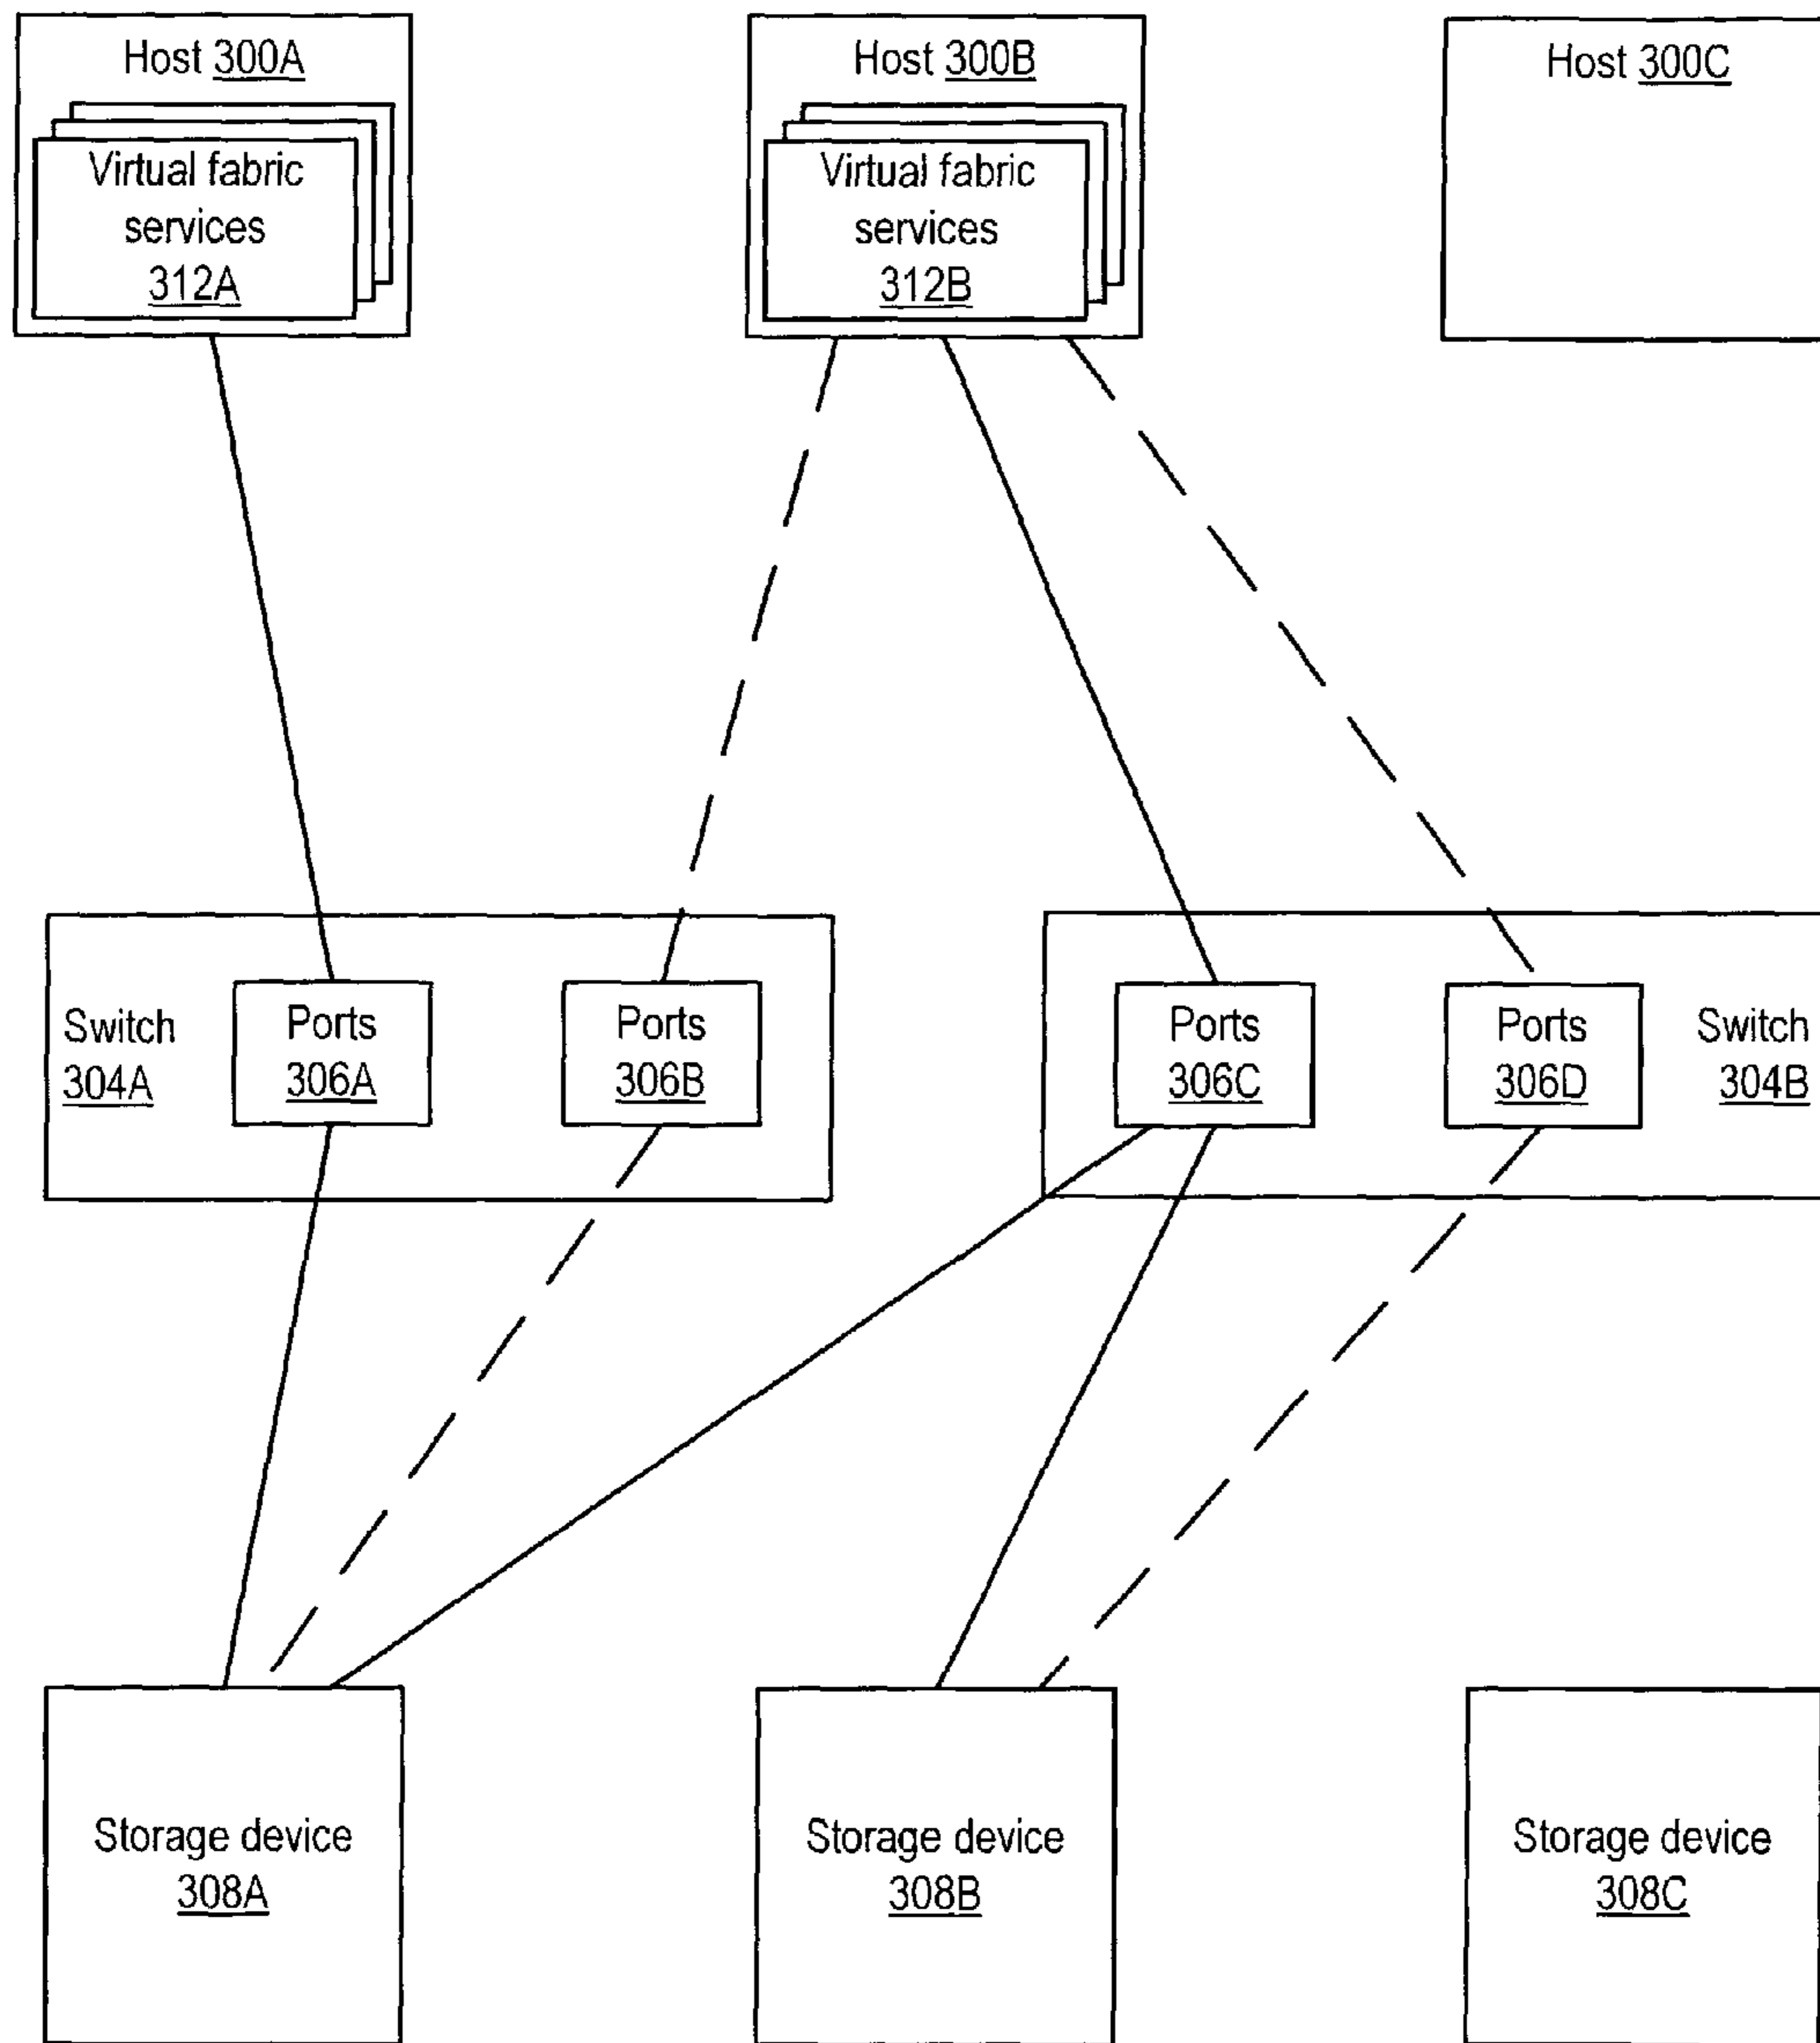 Host 300A
Virtual fabric
services
312A
Host 300B
Virtual fabric
services
312B
Host 300C
Switch
304A
Ports
306A
Ports
306B
Ports
306C
Ports
306D
Switch
304B
Storage device
308A
Storage device
308B
Storage device
308C